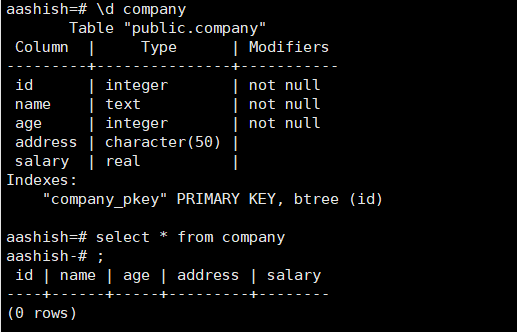 aashish=# \d company
       Table "public.company"
 Column  |     Type      | Modifiers
---------+---------------+-----------
 id      | integer       | not null
 name    | text          | not null
 age     | integer       | not null
 address | character(50) |
 salary  | real          |
Indexes:
    "company_pkey" PRIMARY KEY, btree (id)

aashish=# select * from company
aashish-# ;
 id | name | age | address | salary
----+------+-----+---------+--------
(0 rows)